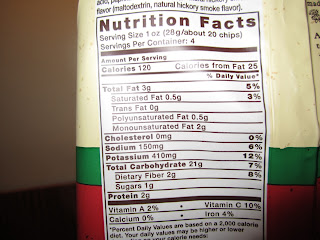 acid, pap
flavor (maltodextrin, natural hickory smoke flavor).
Nutrition Facts
Serving Size 1 oz (28g/about 20 chips)
Servings Per Container: 4
Amount Per Serving
Calories 120 Calories from Fat 25
% Daily Value*
Total Fat 3g 5%
Saturated Fat 0.5g 3%
Trans Fat 0g
Polyunsaturated Fat 0.5g
Monounsaturated Fat 2g
Cholesterol 0mg 0%
Sodium 150mg 6%
Potassium 410mg 12%
Total Carbohydrate 21g 7%
Dietary Fiber 2g 8%
Sugars 1g
Protein 2g
Vitamin A 2% • Vitamin C 10%
Calcium 0% • Iron 4%
*Percent Daily Values are based on a 2,000 calorie
diet. Your daily values may be higher or lower